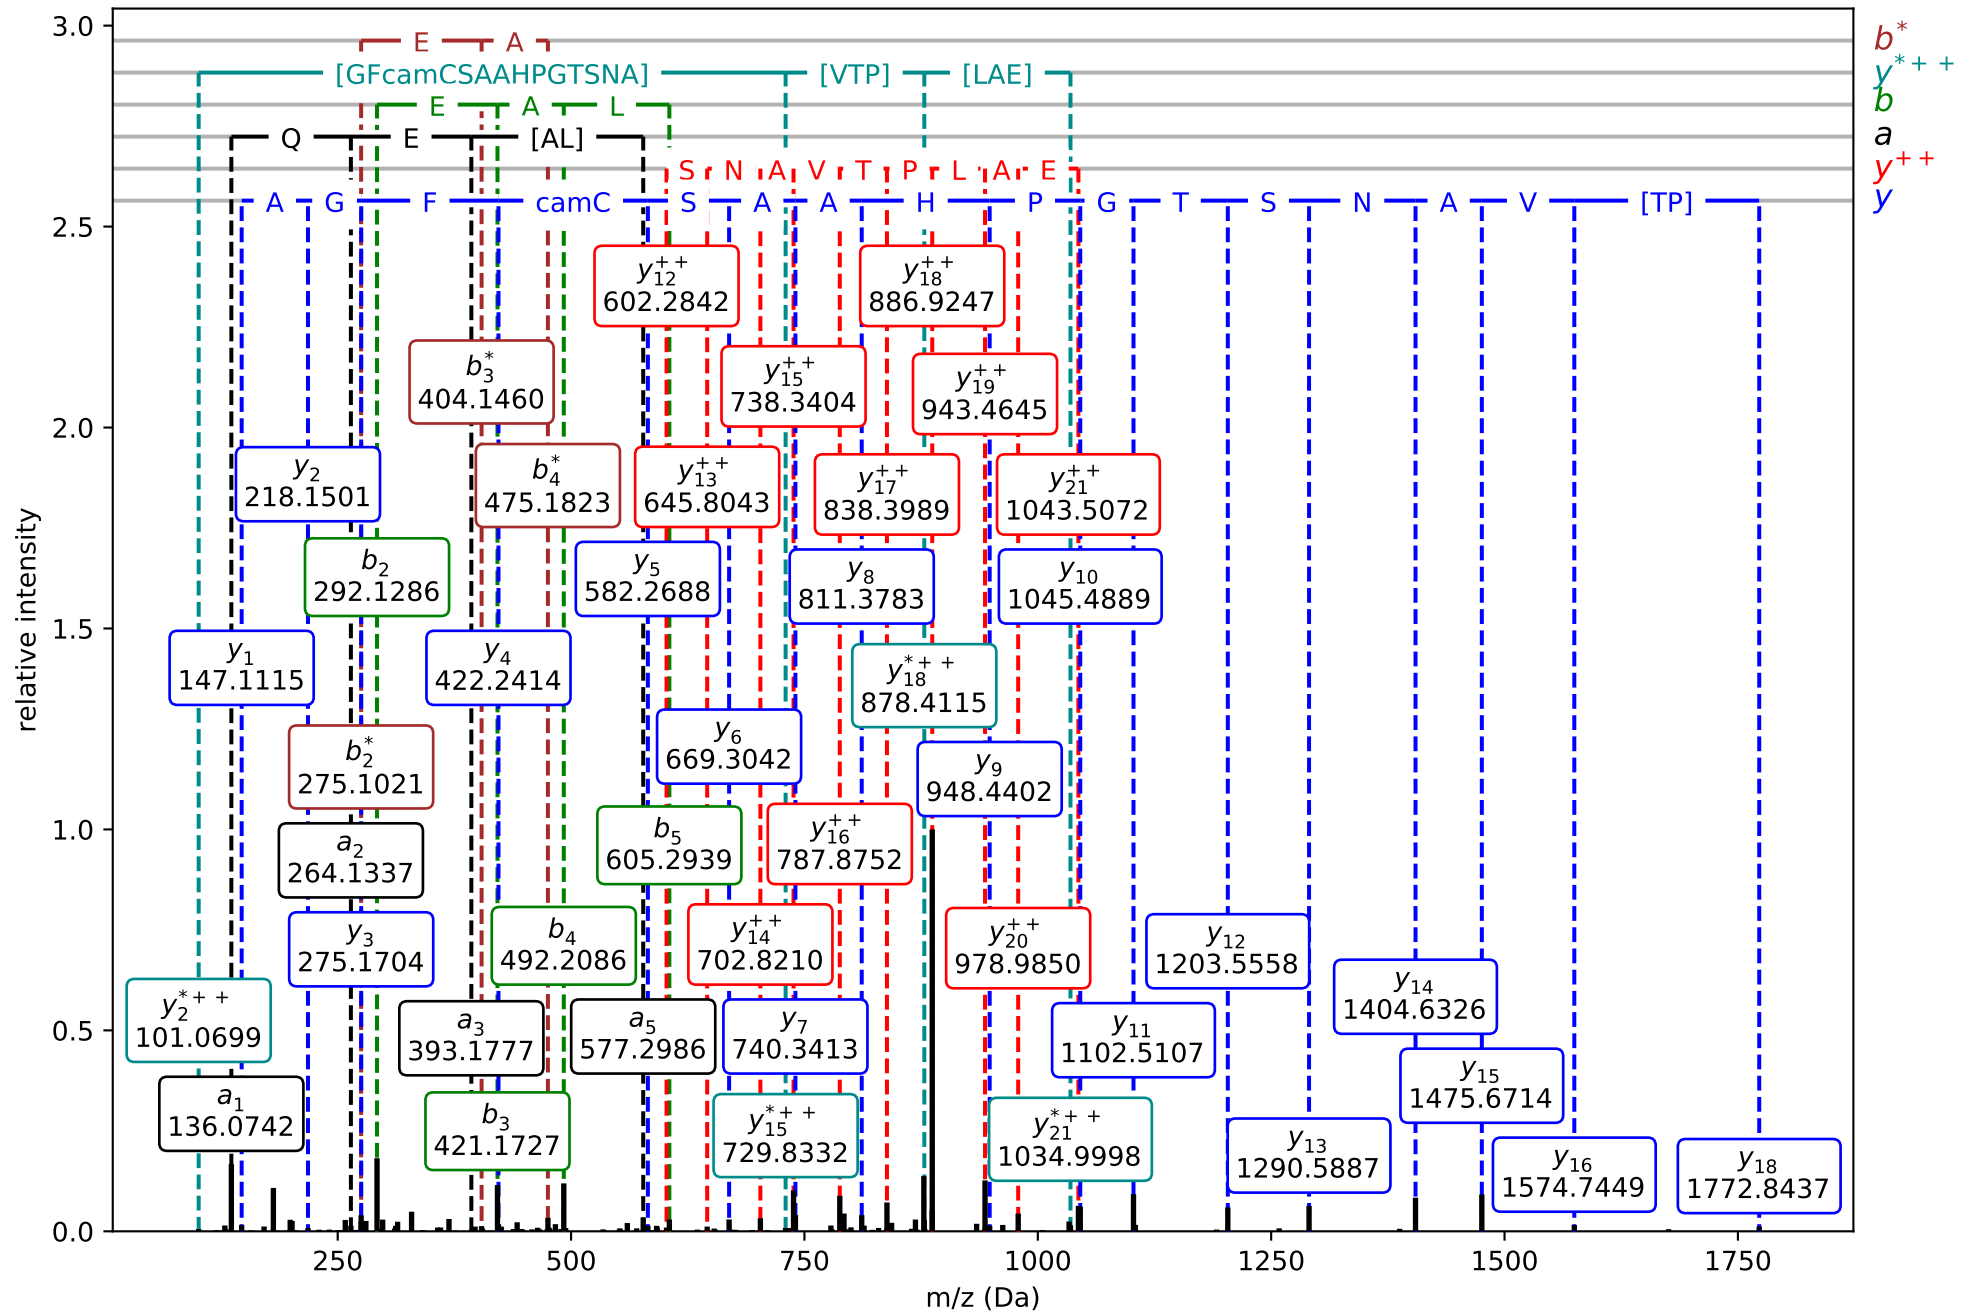 3.0
2.5
2.0
1.5
1.0
0.5
0.0
relative intensity
250 500 750 1000 1250 1500 1750
m/z (Da)
E A b*
[GFcamCSAAHPGTSNA] [VTP] [LAE] y*++
E A L b
Q E [AL] a
S N A V T P L A E y++
A G F camC S A A H P G T S N A V [TP] y
y12++
602.2842
y18++
886.9247
b3*
404.1460
y15++
738.3404
y19++
943.4645
y2
218.1501
b4*
475.1823
y13++
645.8043
y17++
838.3989
y21++
1043.5072
b2
292.1286
y5
582.2688
y8
811.3783
y10
1045.4889
y1
147.1115
y4
422.2414
y18*++
878.4115
b2*
275.1021
y6
669.3042
y9
948.4402
a2
264.1337
b5
605.2939
y16++
787.8752
y3
275.1704
b4
492.2086
y14++
702.8210
y20++
978.9850
y12
1203.5558
y14
1404.6326
y2*++
101.0699
a3
393.1777
a5
577.2986
y7
740.3413
y11
1102.5107
y15
1475.6714
a1
136.0742
b3
421.1727
y15*++
729.8332
y21*++
1034.9998
y13
1290.5887
y16
1574.7449
y18
1772.8437